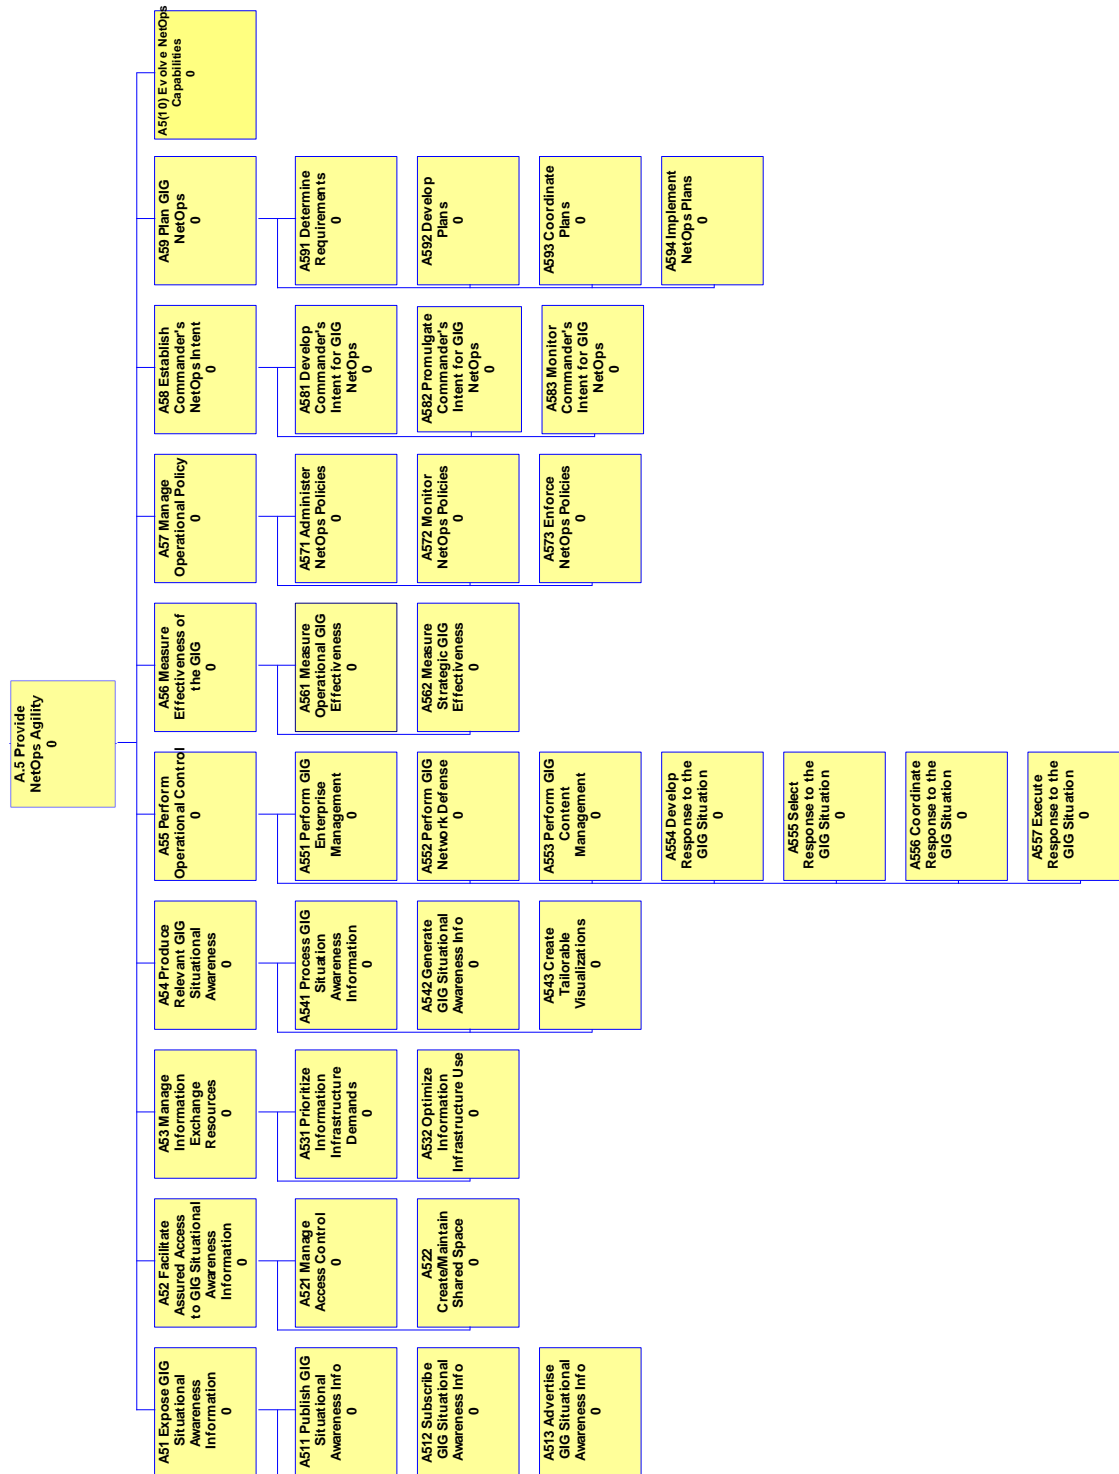 A.5 Provide
NetOps Agility
0
A51 Expose GIG
Situational
Awareness
Information
0
A511 Publish GIG
Situational
Awareness Info
0
A512 Subscribe
GIG Situational
Awareness Info
0
A513 Advertise
GIG Situational
Awareness Info
0
A52 Facilitate
Assured Access
to GIG Situational
Awareness
Information
0
A521 Manage
Access Control
0
A522
Create/Maintain
Shared Space
0
A53 Manage
Information
Exchange
Resources
0
A531 Prioritize
Information
Infrastructure
Demands
0
A532 Optimize
Information
Infrastructure Use
0
A54 Produce
Relevant GIG
Situational
Awareness
0
A541 Process GIG
Situation
Awareness
Information
0
A542 Generate
GIG Situational
Awareness Info
0
A543 Create
Tailorable
Visualizations
0
A55 Perform
Operational Control
0
A551 Perform GIG
Enterprise
Management
0
A552 Perform GIG
Network Defense
0
A553 Perform GIG
Content
Management
0
A554 Develop
Response to the
GIG Situation
0
A555 Select
Response to the
GIG Situation
0
A556 Coordinate
Response to the
GIG Situation
0
A557 Execute
Response to the
GIG Situation
0
A56 Measure
Effectiveness of
the GIG
0
A561 Measure
Operational GIG
Effectiveness
0
A562 Measure
Strategic GIG
Effectiveness
0
A57 Manage
Operational Policy
0
A571 Administer
NetOps Policies
0
A572 Monitor
NetOps Policies
0
A573 Enforce
NetOps Policies
0
A58 Establish
Commander's
NetOps Intent
0
A581 Develop
Commander's
Intent for GIG
NetOps
0
A582 Promulgate
Commander's
Intent for GIG
NetOps
0
A583 Monitor
Commander's
Intent for GIG
NetOps
0
A59 Plan GIG
NetOps
0
A591 Determine
Requirements
0
A592 Develop
Plans
0
A593 Coordinate
Plans
0
A594 Implement
NetOps Plans
0
A5(10) Evolve NetOps
Capabilities
0